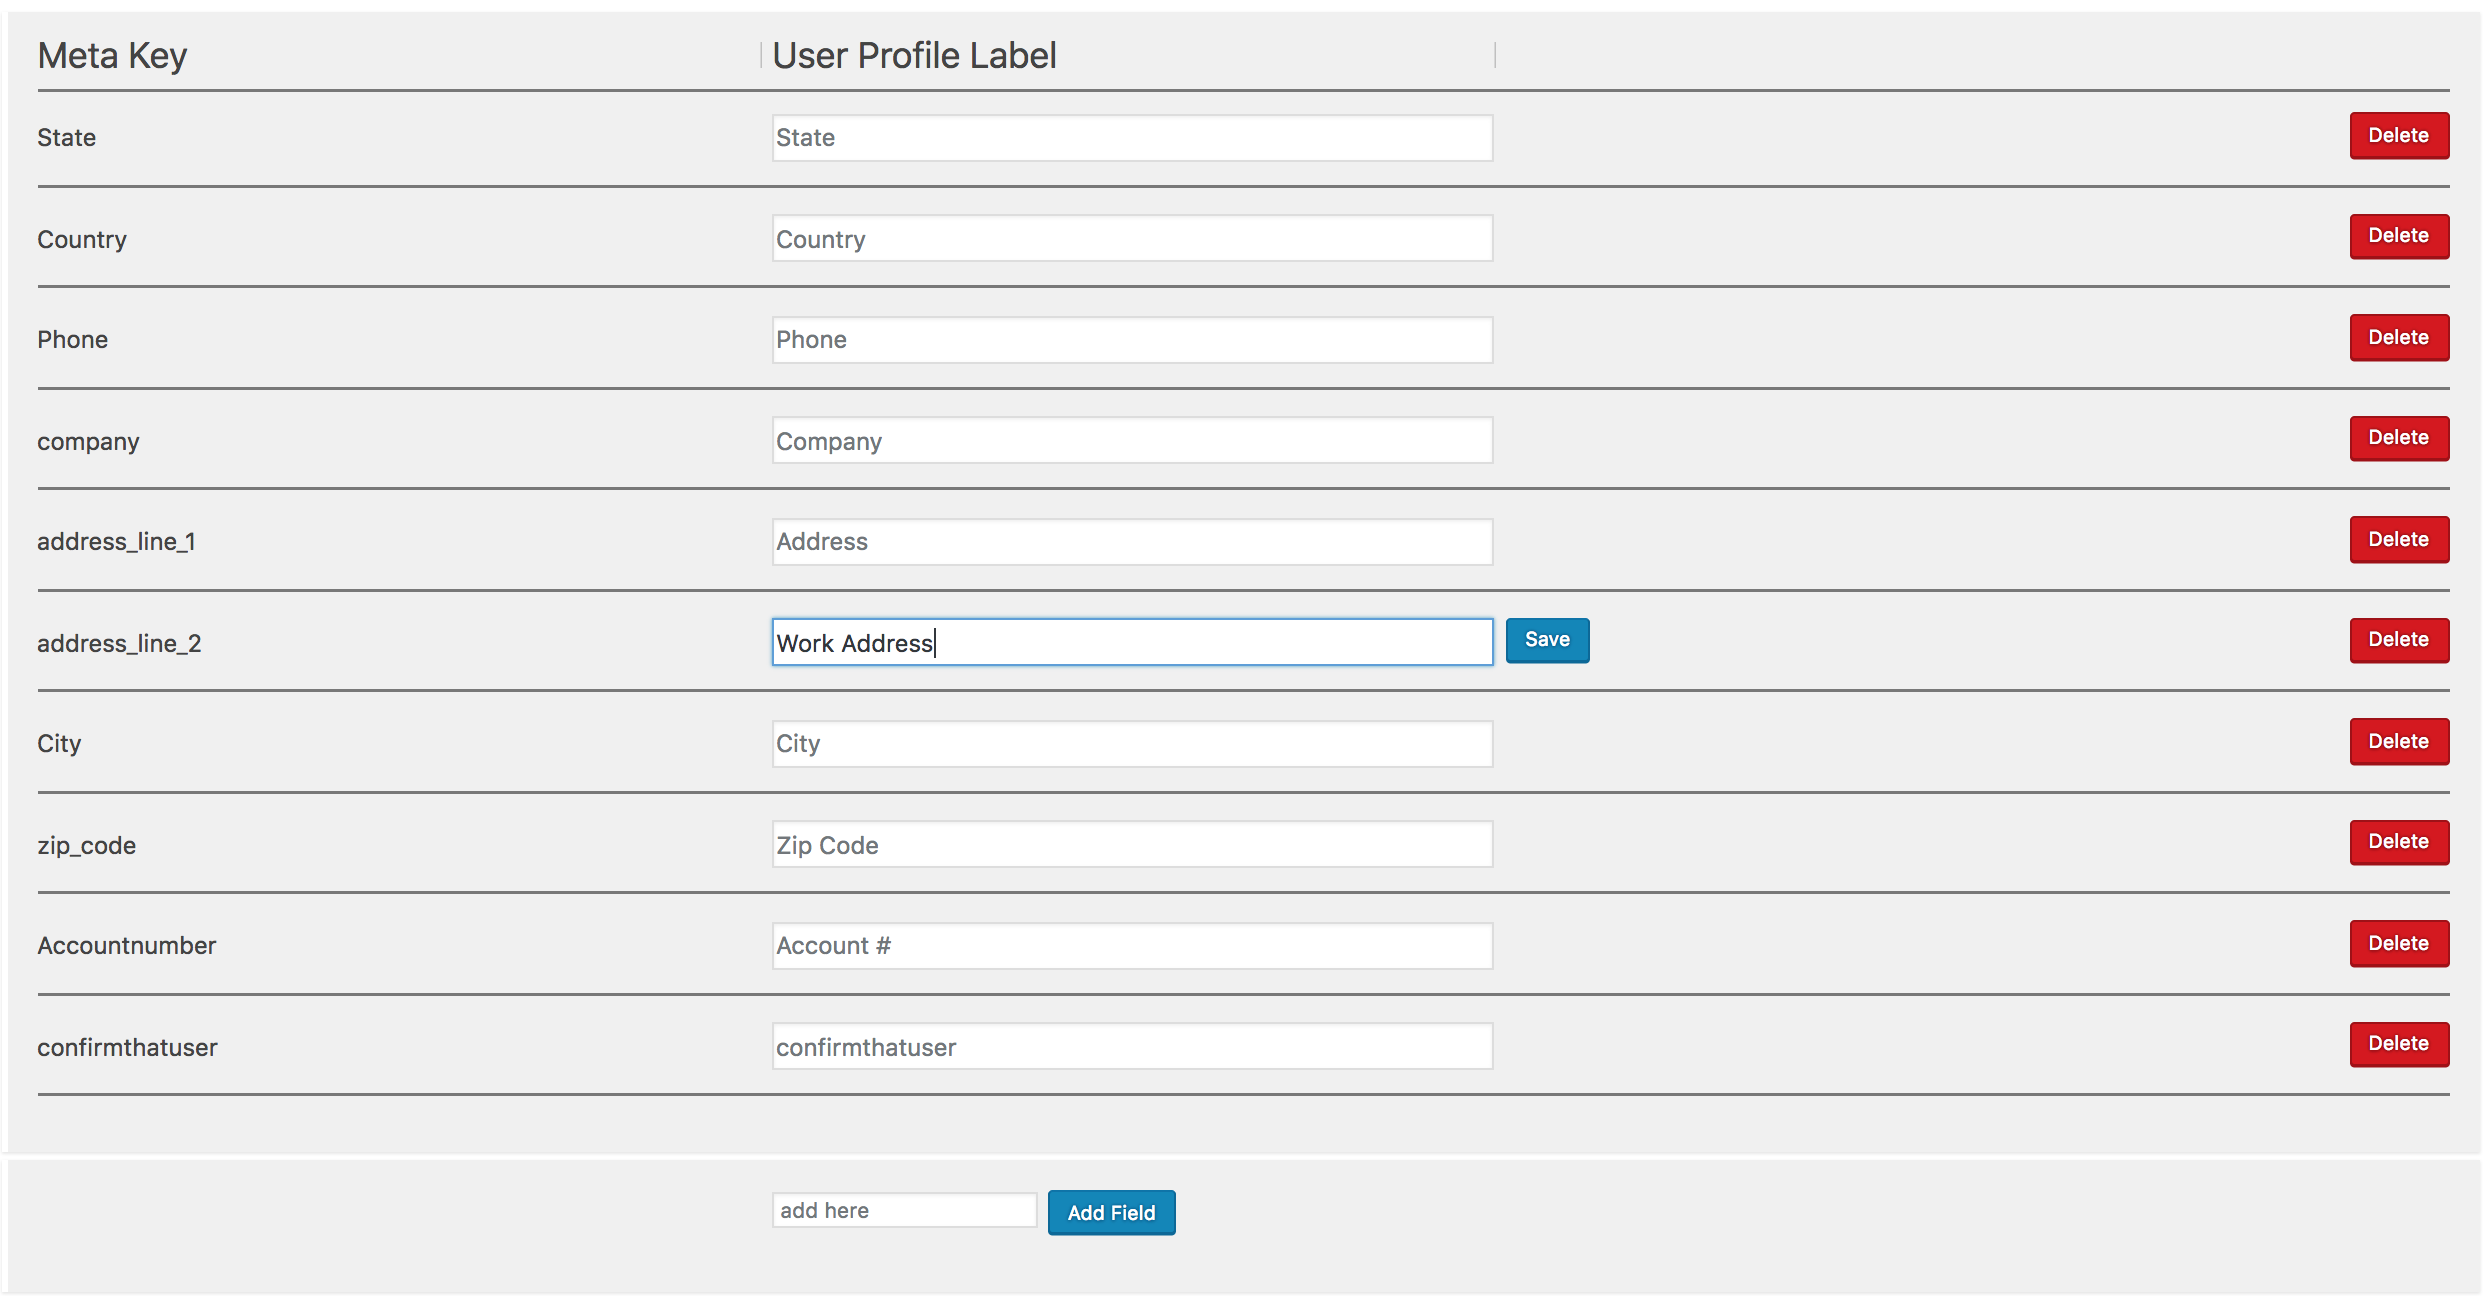 Meta Key User Profile Label
State State Delete
Country Country Delete
Phone Phone Delete
company Company Delete
address_line_1 Address Delete
address_line_2 Work Address Save Delete
City City Delete
zip_code Zip Code Delete
Accountnumber Account # Delete
confirmthatuser confirmthatuser Delete
add here Add Field